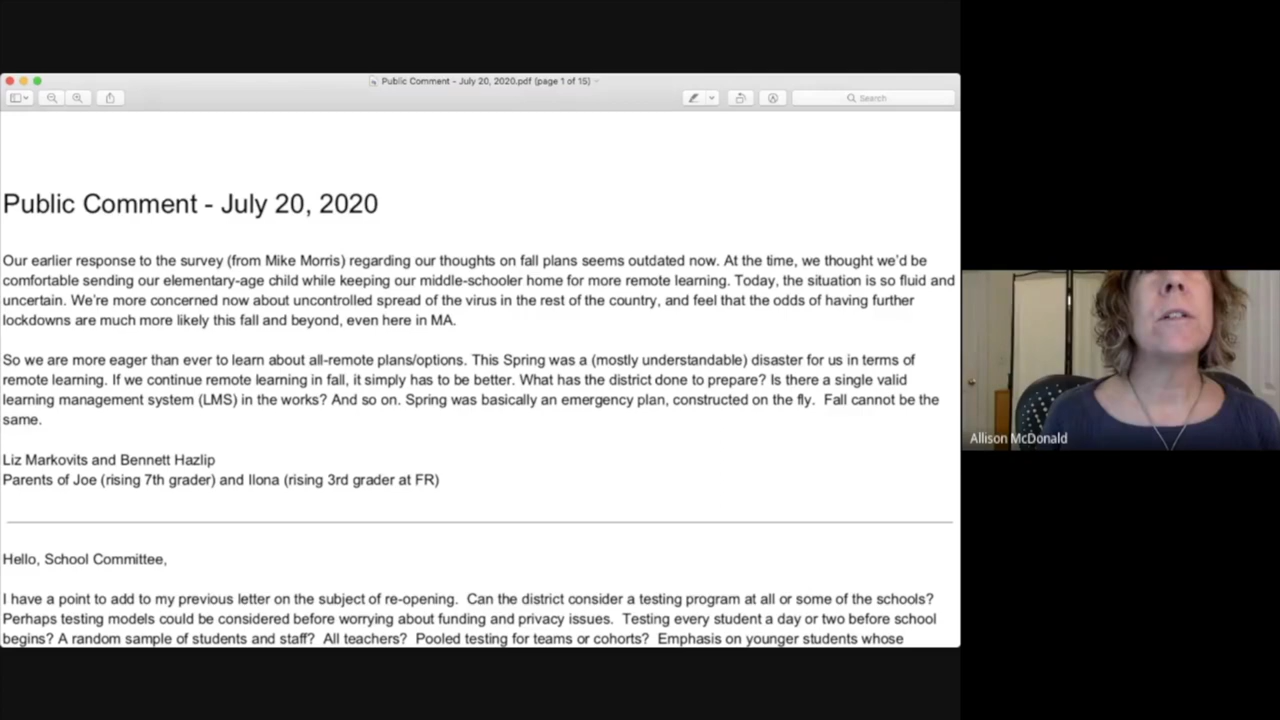 Public Comment - July 20, 2020.pdf (page 1 of 15)
Search
Public Comment - July 20, 2020
Our earlier response to the survey (from Mike Morris) regarding our thoughts on fall plans seems outdated now. At the time, we thought we'd be
comfortable sending our elementary-age child while keeping our middle-schooler home for more remote learning. Today, the situation is so fluid and
uncertain. We're more concerned now about uncontrolled spread of the virus in the rest of the country, and feel that the odds of having further
lockdowns are much more likely this fall and beyond, even here in MA.
So we are more eager than ever to learn about all-remote plans/options. This Spring was a (mostly understandable) disaster for us in terms of
remote learning. If we continue remote learning in fall, it simply has to be better. What has the district done to prepare? Is there a single valid
learning management system (LMS) in the works? And so on. Spring was basically an emergency plan, constructed on the fly.  Fall cannot be the
same.
Liz Markovits and Bennett Hazlip
Parents of Joe (rising 7th grader) and Ilona (rising 3rd grader at FR)
Hello, School Committee,
I have a point to add to my previous letter on the subject of re-opening.  Can the district consider a testing program at all or some of the schools?
Perhaps testing models could be considered before worrying about funding and privacy issues.  Testing every student a day or two before school
begins? A random sample of students and staff?  All teachers?  Pooled testing for teams or cohorts?  Emphasis on younger students whose
Allison McDonald